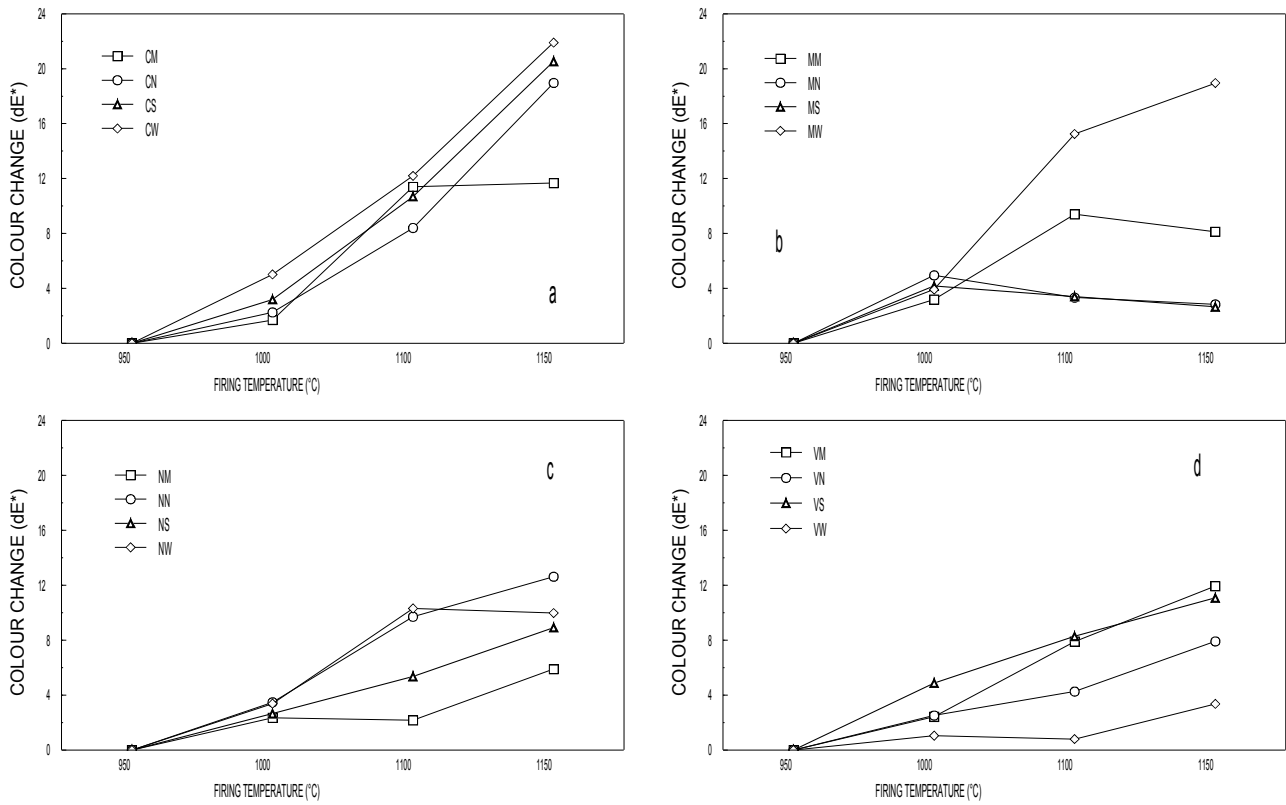 24
20
16
12
8
4
0
COLOUR CHANGE (dE*)
CM
CN
CS
CW
a
950 1000 1100 1150
FIRING TEMPERATURE (°C)
24
20
16
12
8
4
0
COLOUR CHANGE (dE*)
MM
MN
MS
MW
b
950 1000 1100 1150
FIRING TEMPERATURE (°C)
24
20
16
12
8
4
0
COLOUR CHANGE (dE*)
NM
NN
NS
NW
c
950 1000 1100 1150
FIRING TEMPERATURE (°C)
24
20
16
12
8
4
0
COLOUR CHANGE (dE*)
VM
VN
VS
VW
d
950 1000 1100 1150
FIRING TEMPERATURE (°C)